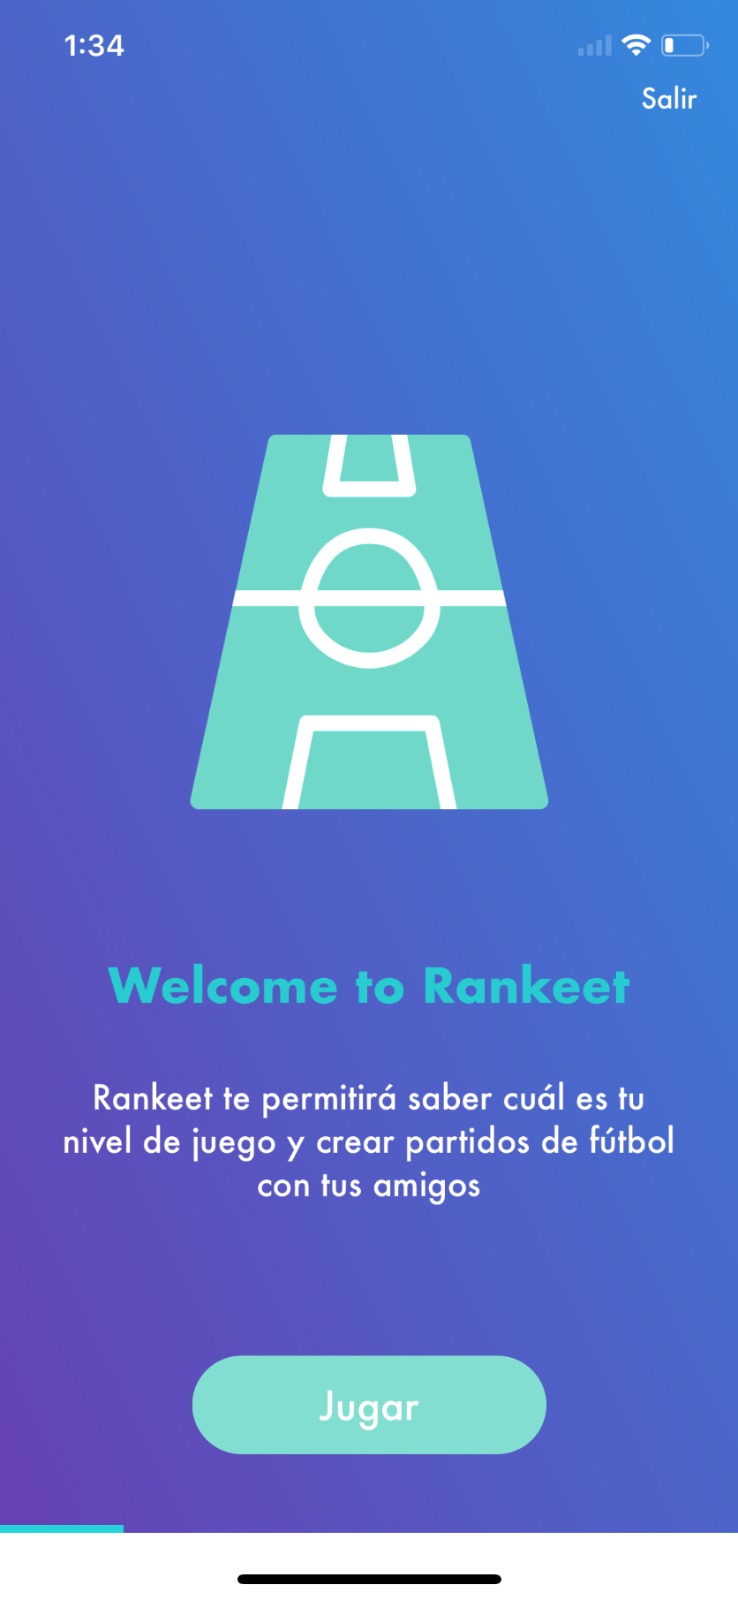 1:34
Salir
Welcome to Rankeet
Rankeet te permitirá saber cuál es tu
nivel de juego y crear partidos de fútbol
con tus amigos
Jugar